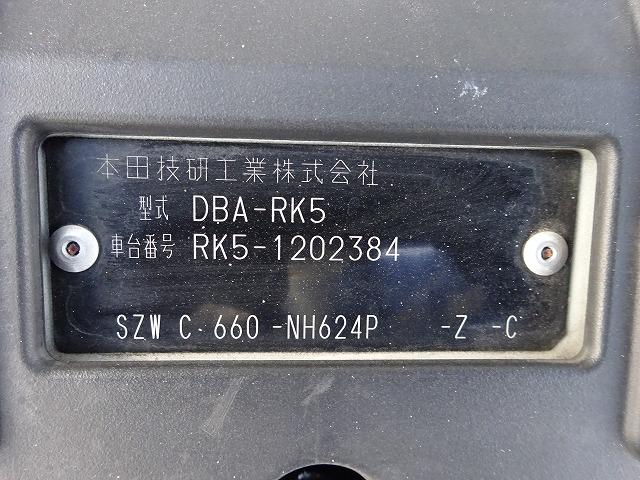 本田技研工業株式会社
型式 DBA-RK5
車台番号 RK5-1202384
SZW C-660-NH624P -Z -C